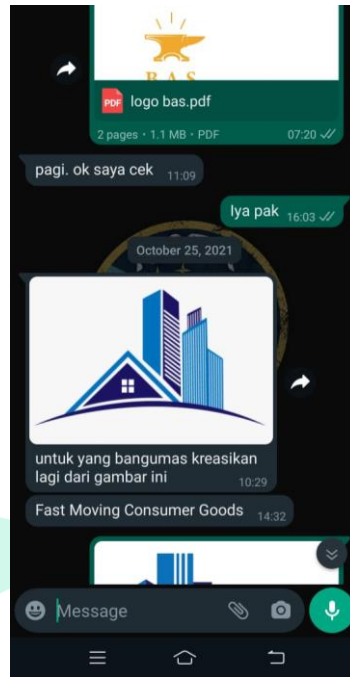 BAS
PDF
logo bas.pdf
2 pages • 1.1 MB • PDF
07:20
pagi. ok saya cek
11:09
Iya pak
16:03
October 25, 2021
untuk yang bangumas kreasikan
lagi dari gambar ini
10:29
Fast Moving Consumer Goods
14:32
Message